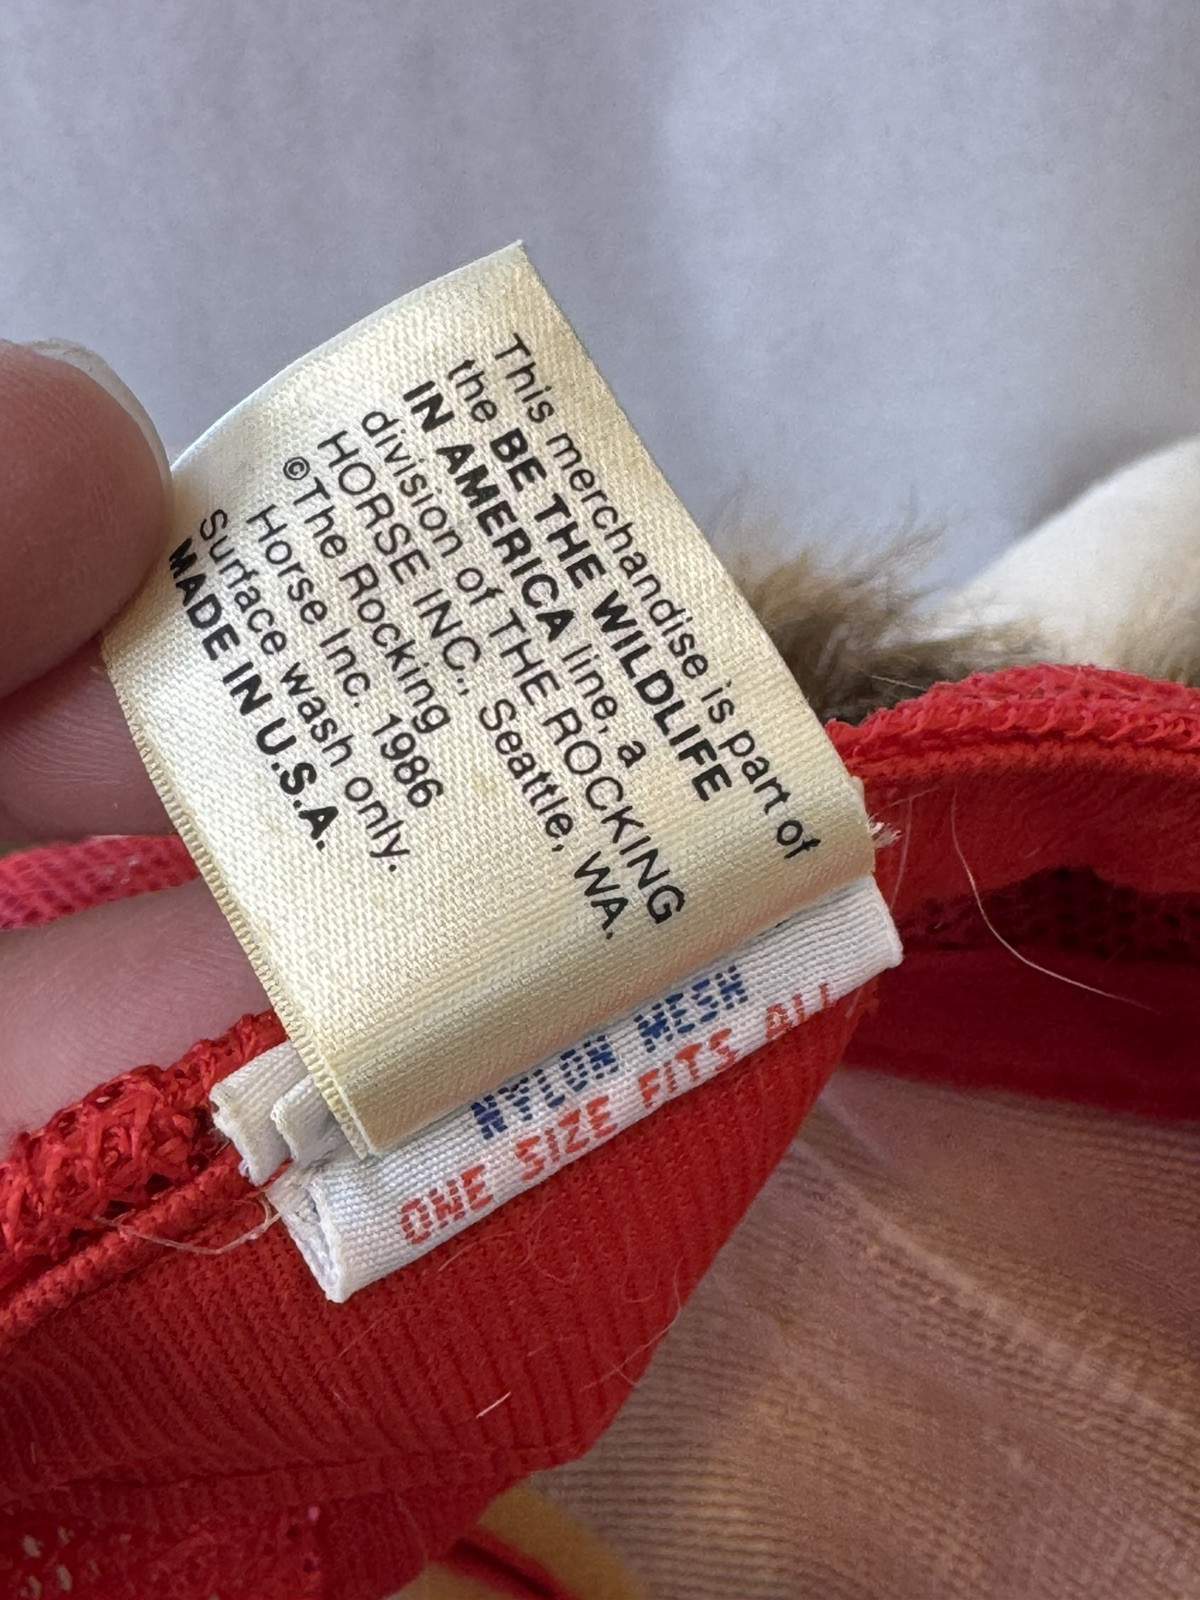 This merchandise is part of
the BE THE WILDLIFE
IN AMERICA line, a
division of THE ROCKING
HORSE INC., Seattle, WA.
©The Rocking
Horse Inc. 1986
Surface wash only.
MADE IN U.S.A.
NYLON MESH
ONE SIZE FITS ALL